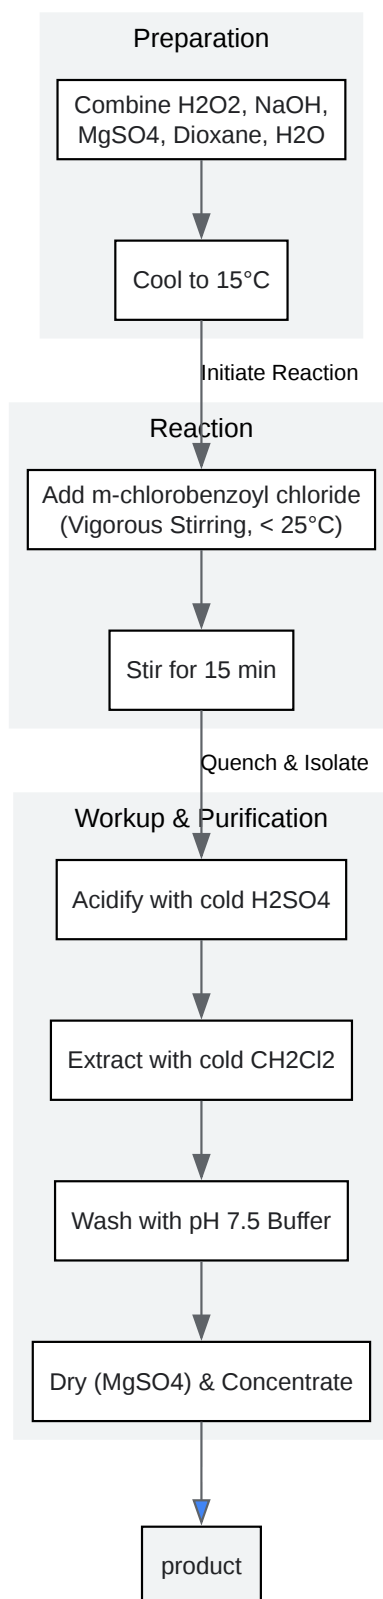 Preparation
Combine H2O2, NaOH,
MgSO4, Dioxane, H2O
Cool to 15°C
Initiate Reaction
Reaction
Add m-chlorobenzoyl chloride
(Vigorous Stirring, < 25°C)
Stir for 15 min
Quench & Isolate
Workup & Purification
Acidify with cold H2SO4
Extract with cold CH2Cl2
Wash with pH 7.5 Buffer
Dry (MgSO4) & Concentrate
product